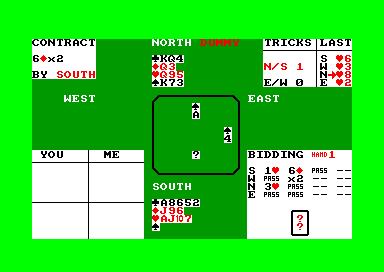 CONTRACT
6♦x2
BY SOUTH
NORTH DUMMY
♣KQ4
♦Q3
♥Q95
♠K73
TRICKS LAST
N/S 1
E/W 0
S ♥6
W ♥3
N→♥8
E ♥2
WEST
EAST
♠
A
♠
4
?
YOU ME
BIDDING HAND 1
S 1♥ 6♦ PASS --
W PASS x2 -- --
N 3♥ PASS -- --
E PASS PASS -- --
?
?
SOUTH
♣A8652
♦J96
♥AJ107
♠